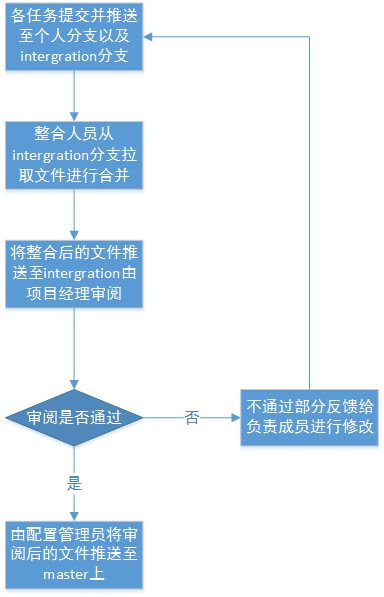 各任务提交并推送
至个人分支以及
intergration分支
整合人员从
intergration分支拉
取文件进行合并
将整合后的文件推
送至intergration由
项目经理审阅
审阅是否通过
否
不通过部分反馈给
负责成员进行修改
是
由配置管理员将审
阅后的文件推送至
master上